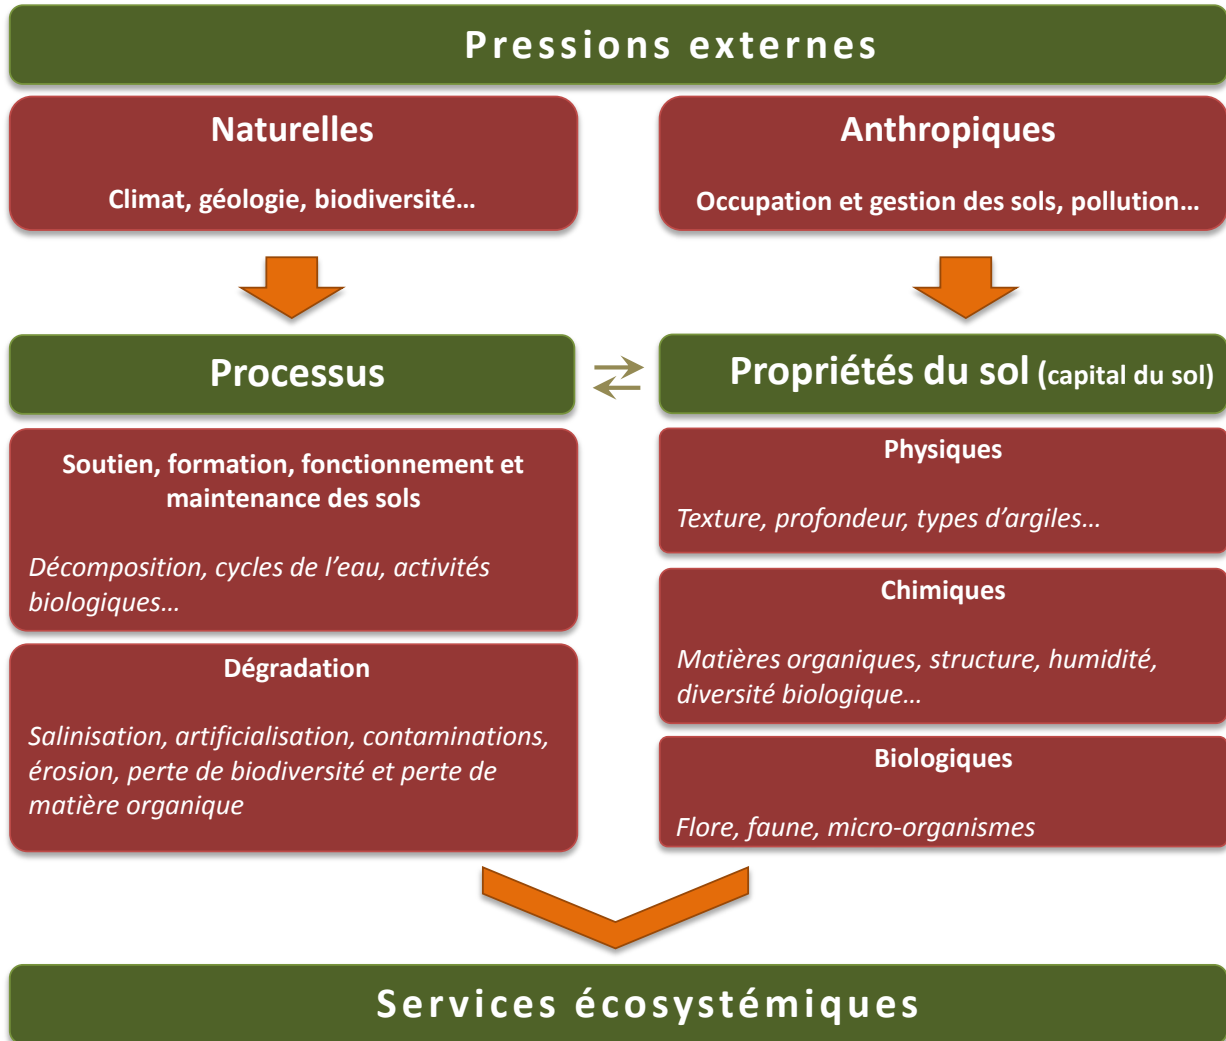 Pressions externes
Naturelles
Climat, géologie, biodiversité…
Anthropiques
Occupation et gestion des sols, pollution…
Processus
Propriétés du sol (capital du sol)
Soutien, formation, fonctionnement et
maintenance des sols
Décomposition, cycles de l’eau, activités
biologiques…
Dégradation
Salinisation, artificialisation, contaminations,
érosion, perte de biodiversité et perte de
matière organique
Physiques
Texture, profondeur, types d’argiles…
Chimiques
Matières organiques, structure, humidité,
diversité biologique…
Biologiques
Flore, faune, micro-organismes
Services écosystémiques